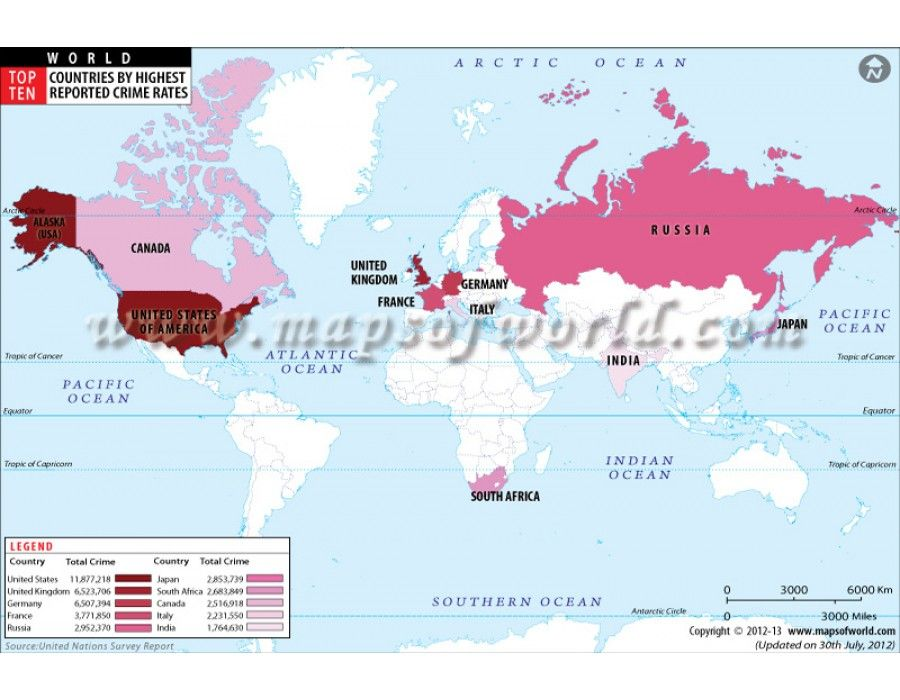 WORLD
TOP TEN
COUNTRIES BY HIGHEST
REPORTED CRIME RATES
ARCTIC OCEAN
N
Arctic Circle
Arctic Circle
ALASKA
(USA)
CANADA
RUSSIA
UNITED
KINGDOM
GERMANY
FRANCE
ITALY
UNITED STATES
OF AMERICA
JAPAN
PACIFIC
OCEAN
www.mapsofworld.com
ATLANTIC
OCEAN
INDIA
Tropic of Cancer
Tropic of Cancer
PACIFIC
OCEAN
Equator
Equator
Tropic of Capricorn
Tropic of Capricorn
INDIAN
OCEAN
SOUTH AFRICA
LEGEND
Country Total Crime Country Total Crime
United States 11,877,218 Japan 2,853,739
United Kingdom 6,523,706 South Africa 2,683,849
Germany 6,507,394 Canada 2,516,918
France 3,771,850 Italy 2,231,550
Russia 2,952,370 India 1,764,630
Source:United Nations Survey Report
SOUTHERN OCEAN
Antarctic Circle
0 3000 6000 Km
0 3000 Miles
Copyright © 2012-13 www.mapsofworld.com
(Updated on 30th July, 2012)